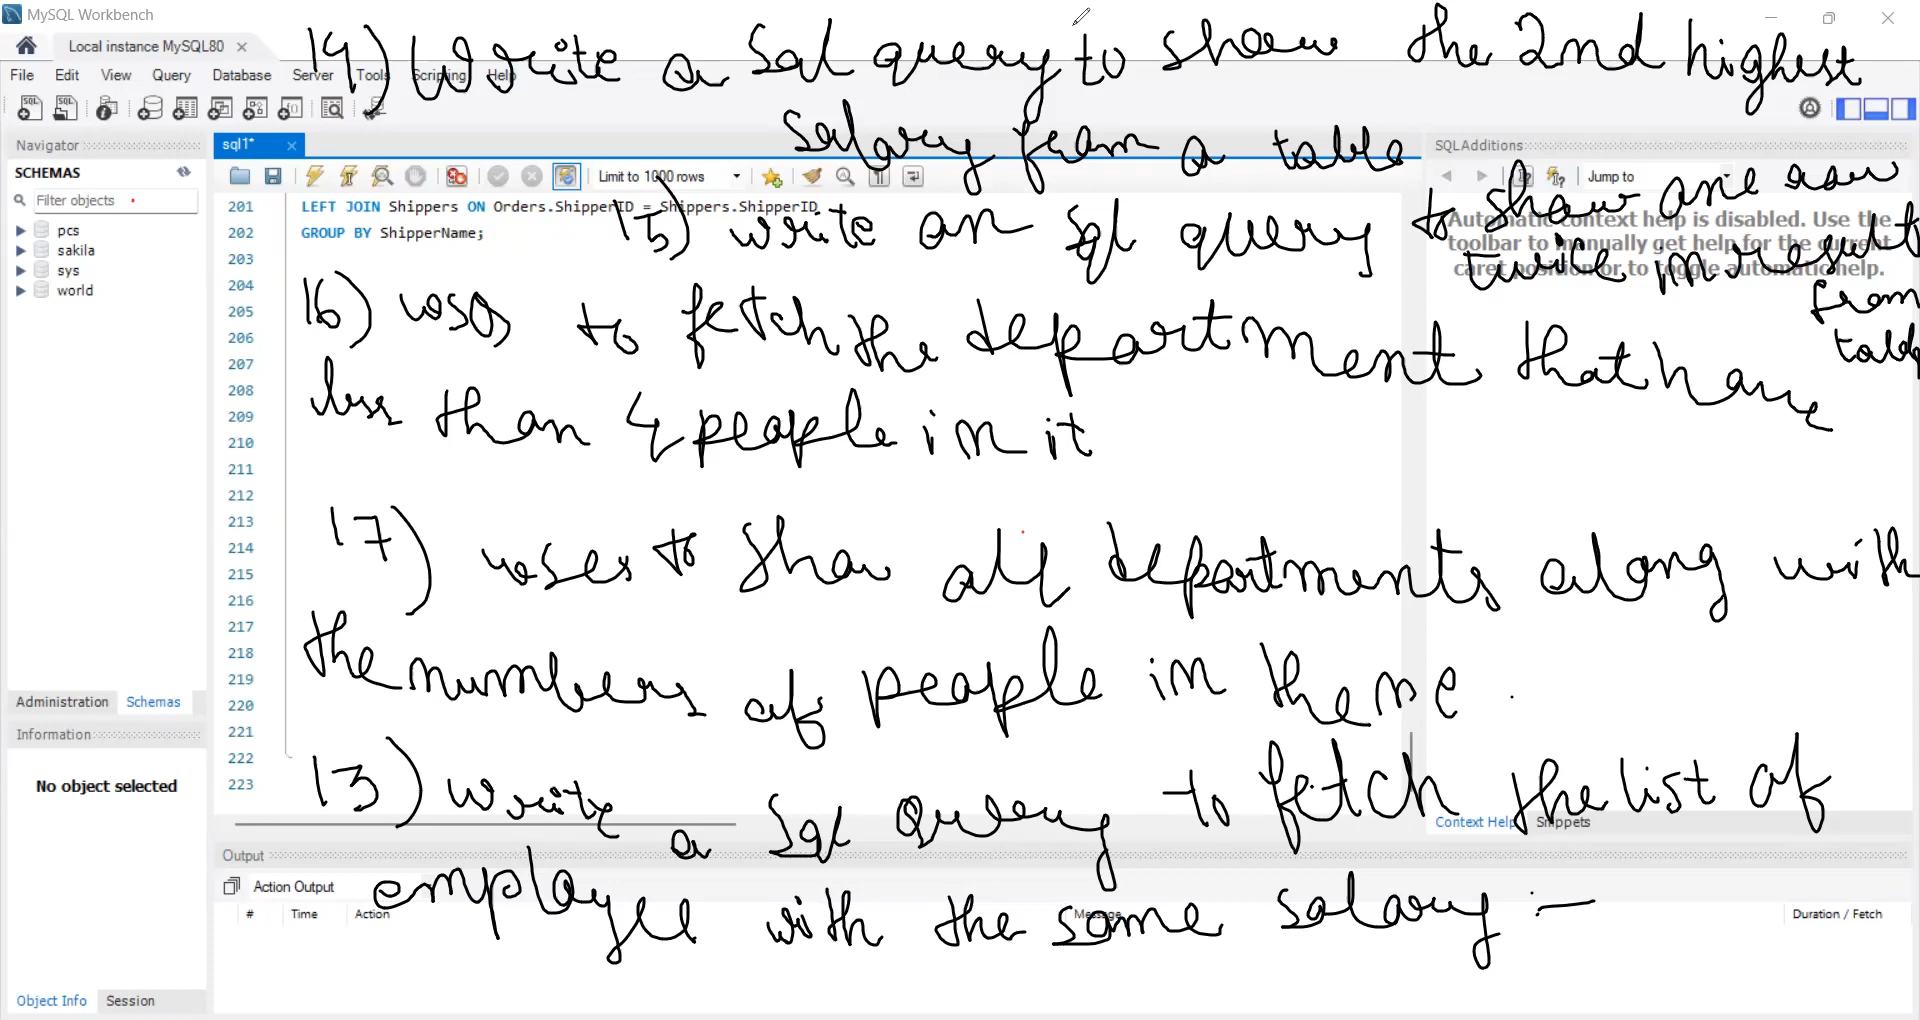 MySQL Workbench
Local instance MySQL80
File Edit View Query Database Server Tools Scripting Help
14) Write a Sql query to show the 2nd highest
salary from a table
Navigator
SCHEMAS
Filter objects
pcs
sakila
sys
world
Administration Schemas
Information
No object selected
Object Info Session
sql1*
Limit to 1000 rows
201 LEFT JOIN Shippers ON Orders.ShipperID = Shippers.ShipperID
202 GROUP BY ShipperName;
203
204
205
206
207
208
209
210
211
212
213
214
215
216
217
218
219
220
221
222
223
15) write an sql query to show one row
twice in result
from
16) to fetch the department that have
less than 4 people in it
17) to show all departments along with
the numbers of people in there.
13) write a Sql Query to fetch the list of
employee with the same salary :-
SQLAdditions
Jump to
Automatic context help is disabled. Use the
toolbar to manually get help for the current
caret position or to toggle automatic help.
Context Help Snippets
Output
Action Output
# Time Action Message Duration / Fetch